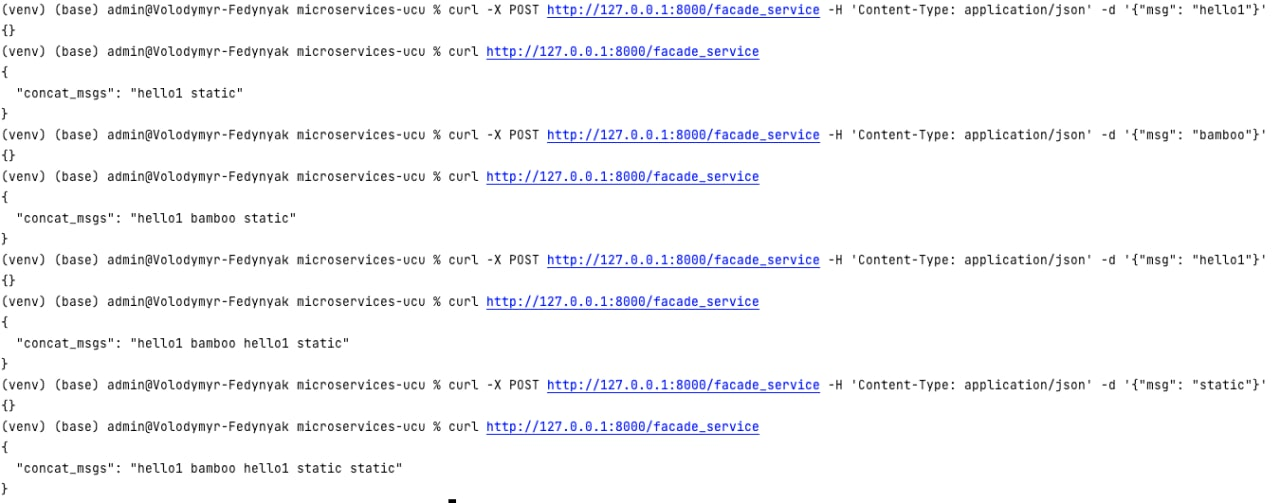 (venv) (base) admin@Volodymyr-Fedynyak microservices-ucu % curl -X POST http://127.0.0.1:8000/facade_service -H 'Content-Type: application/json' -d '{"msg": "hello1"}'
{}
(venv) (base) admin@Volodymyr-Fedynyak microservices-ucu % curl http://127.0.0.1:8000/facade_service
{
  "concat_msgs": "hello1 static"
}
(venv) (base) admin@Volodymyr-Fedynyak microservices-ucu % curl -X POST http://127.0.0.1:8000/facade_service -H 'Content-Type: application/json' -d '{"msg": "bamboo"}'
{}
(venv) (base) admin@Volodymyr-Fedynyak microservices-ucu % curl http://127.0.0.1:8000/facade_service
{
  "concat_msgs": "hello1 bamboo static"
}
(venv) (base) admin@Volodymyr-Fedynyak microservices-ucu % curl -X POST http://127.0.0.1:8000/facade_service -H 'Content-Type: application/json' -d '{"msg": "hello1"}'
{}
(venv) (base) admin@Volodymyr-Fedynyak microservices-ucu % curl http://127.0.0.1:8000/facade_service
{
  "concat_msgs": "hello1 bamboo hello1 static"
}
(venv) (base) admin@Volodymyr-Fedynyak microservices-ucu % curl -X POST http://127.0.0.1:8000/facade_service -H 'Content-Type: application/json' -d '{"msg": "static"}'
{}
(venv) (base) admin@Volodymyr-Fedynyak microservices-ucu % curl http://127.0.0.1:8000/facade_service
{
  "concat_msgs": "hello1 bamboo hello1 static static"
}